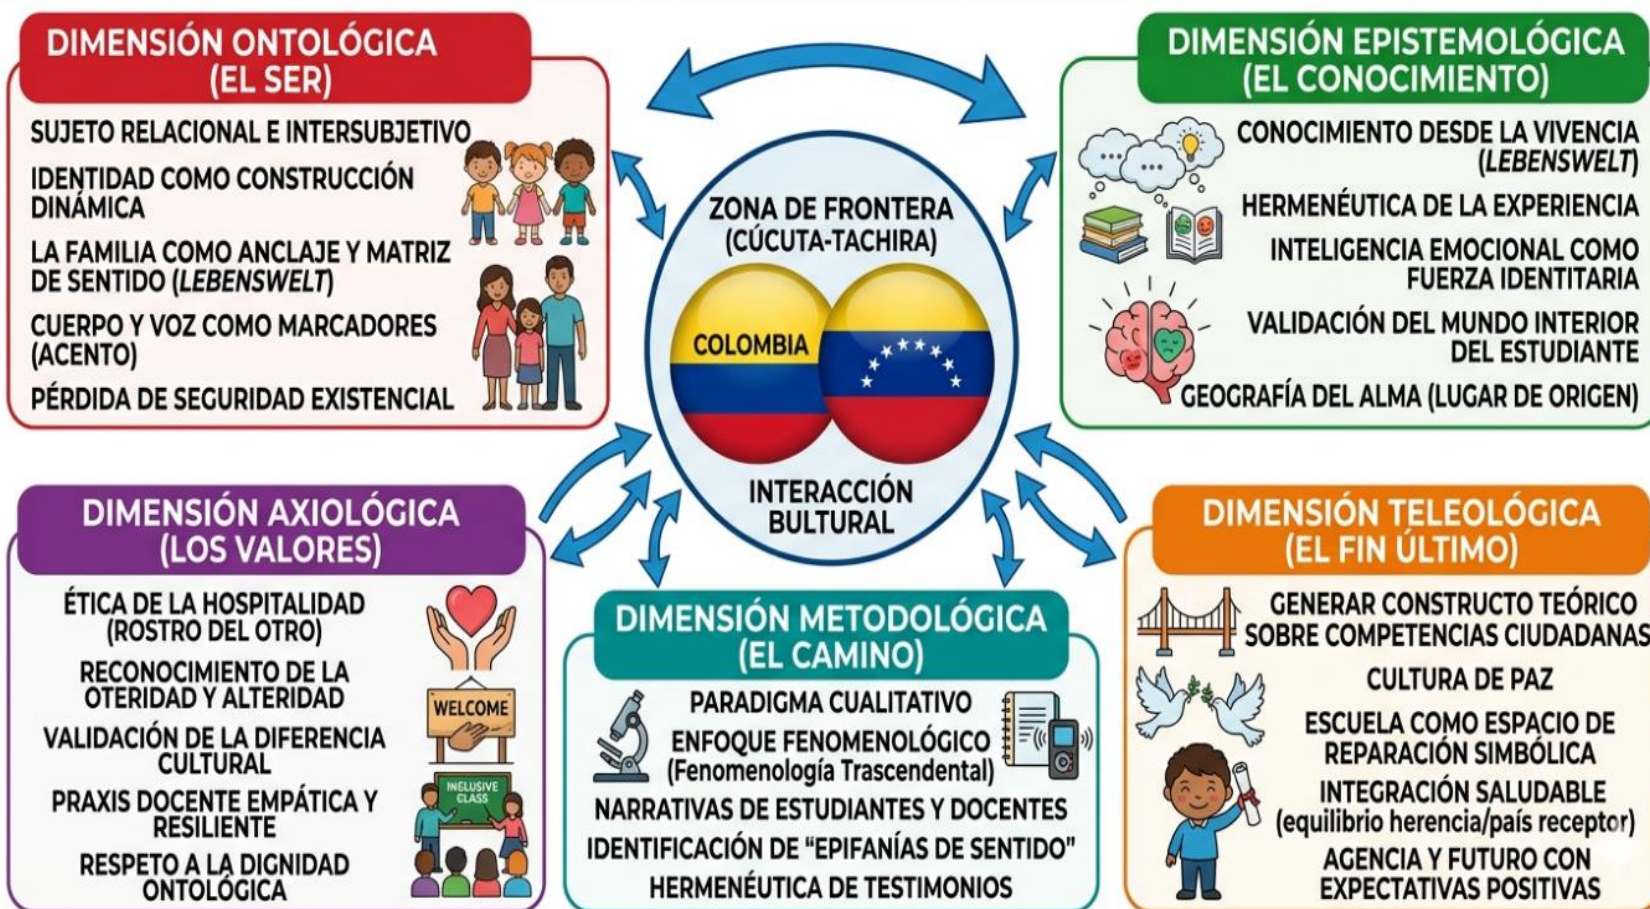 DIMENSIÓN ONTOLÓGICA
(EL SER)
SUJETO RELACIONAL E INTERSUBJETIVO
IDENTIDAD COMO CONSTRUCCIÓN
DINÁMICA
LA FAMILIA COMO ANCLAJE Y MATRIZ
DE SENTIDO (LEBENSWELT)
CUERPO Y VOZ COMO MARCADORES
(ACENTO)
PÉRDIDA DE SEGURIDAD EXISTENCIAL
ZONA DE FRONTERA
(CÚCUTA-TACHIRA)
COLOMBIA
INTERACCIÓN
BULTURAL
DIMENSIÓN EPISTEMOLÓGICA
(EL CONOCIMIENTO)
CONOCIMIENTO DESDE LA VIVENCIA
(LEBENSWELT)
HERMENÉUTICA DE LA EXPERIENCIA
INTELIGENCIA EMOCIONAL COMO
FUERZA IDENTITARIA
VALIDACIÓN DEL MUNDO INTERIOR
DEL ESTUDIANTE
GEOGRAFÍA DEL ALMA (LUGAR DE ORIGEN)
DIMENSIÓN AXIOLÓGICA
(LOS VALORES)
ÉTICA DE LA HOSPITALIDAD
(ROSTRO DEL OTRO)
RECONOCIMIENTO DE LA
OTERIDAD Y ALTERIDAD
WELCOME
VALIDACIÓN DE LA DIFERENCIA
CULTURAL
PRAXIS DOCENTE EMPÁTICA Y
RESILIENTE
INCLUSIVE
CLASS
RESPETO A LA DIGNIDAD
ONTOLÓGICA
DIMENSIÓN METODOLÓGICA
(EL CAMINO)
PARADIGMA CUALITATIVO
ENFOQUE FENOMENOLÓGICO
(Fenomenología Trascendental)
NARRATIVAS DE ESTUDIANTES Y DOCENTES
IDENTIFICACIÓN DE “EPIFANÍAS DE SENTIDO”
HERMENÉUTICA DE TESTIMONIOS
DIMENSIÓN TELEOLÓGICA
(EL FIN ÚLTIMO)
GENERAR CONSTRUCTO TEÓRICO
SOBRE COMPETENCIAS CIUDADANAS
CULTURA DE PAZ
ESCUELA COMO ESPACIO DE
REPARACIÓN SIMBÓLICA
INTEGRACIÓN SALUDABLE
(equilibrio herencia/país receptor)
AGENCIA Y FUTURO CON
EXPECTATIVAS POSITIVAS